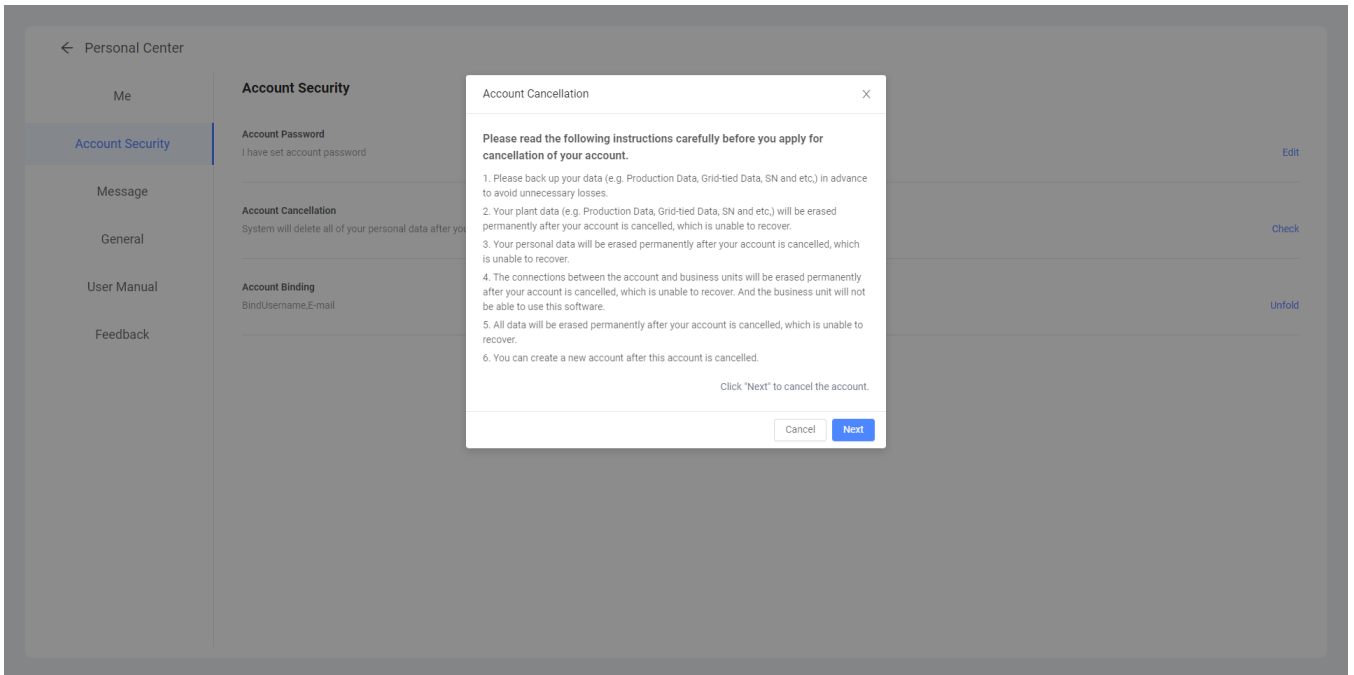 Personal Center
Me
Account Security
Message
General
User Manual
Feedback
Account Security
Account Password
I have set account password
Edit
Account Cancellation
System will delete all of your personal data after you
Check
Account Binding
BindUsername,E-mail
Unfold
Account Cancellation
Please read the following instructions carefully before you apply for
cancellation of your account.
1. Please back up your data (e.g. Production Data, Grid-tied Data, SN and etc,) in advance
to avoid unnecessary losses.
2. Your plant data (e.g. Production Data, Grid-tied Data, SN and etc,) will be erased
permanently after your account is cancelled, which is unable to recover.
3. Your personal data will be erased permanently after your account is cancelled, which
is unable to recover.
4. The connections between the account and business units will be erased permanently
after your account is cancelled, which is unable to recover. And the business unit will not
be able to use this software.
5. All data will be erased permanently after your account is cancelled, which is unable to
recover.
6. You can create a new account after this account is cancelled.
Click "Next" to cancel the account.
Cancel
Next